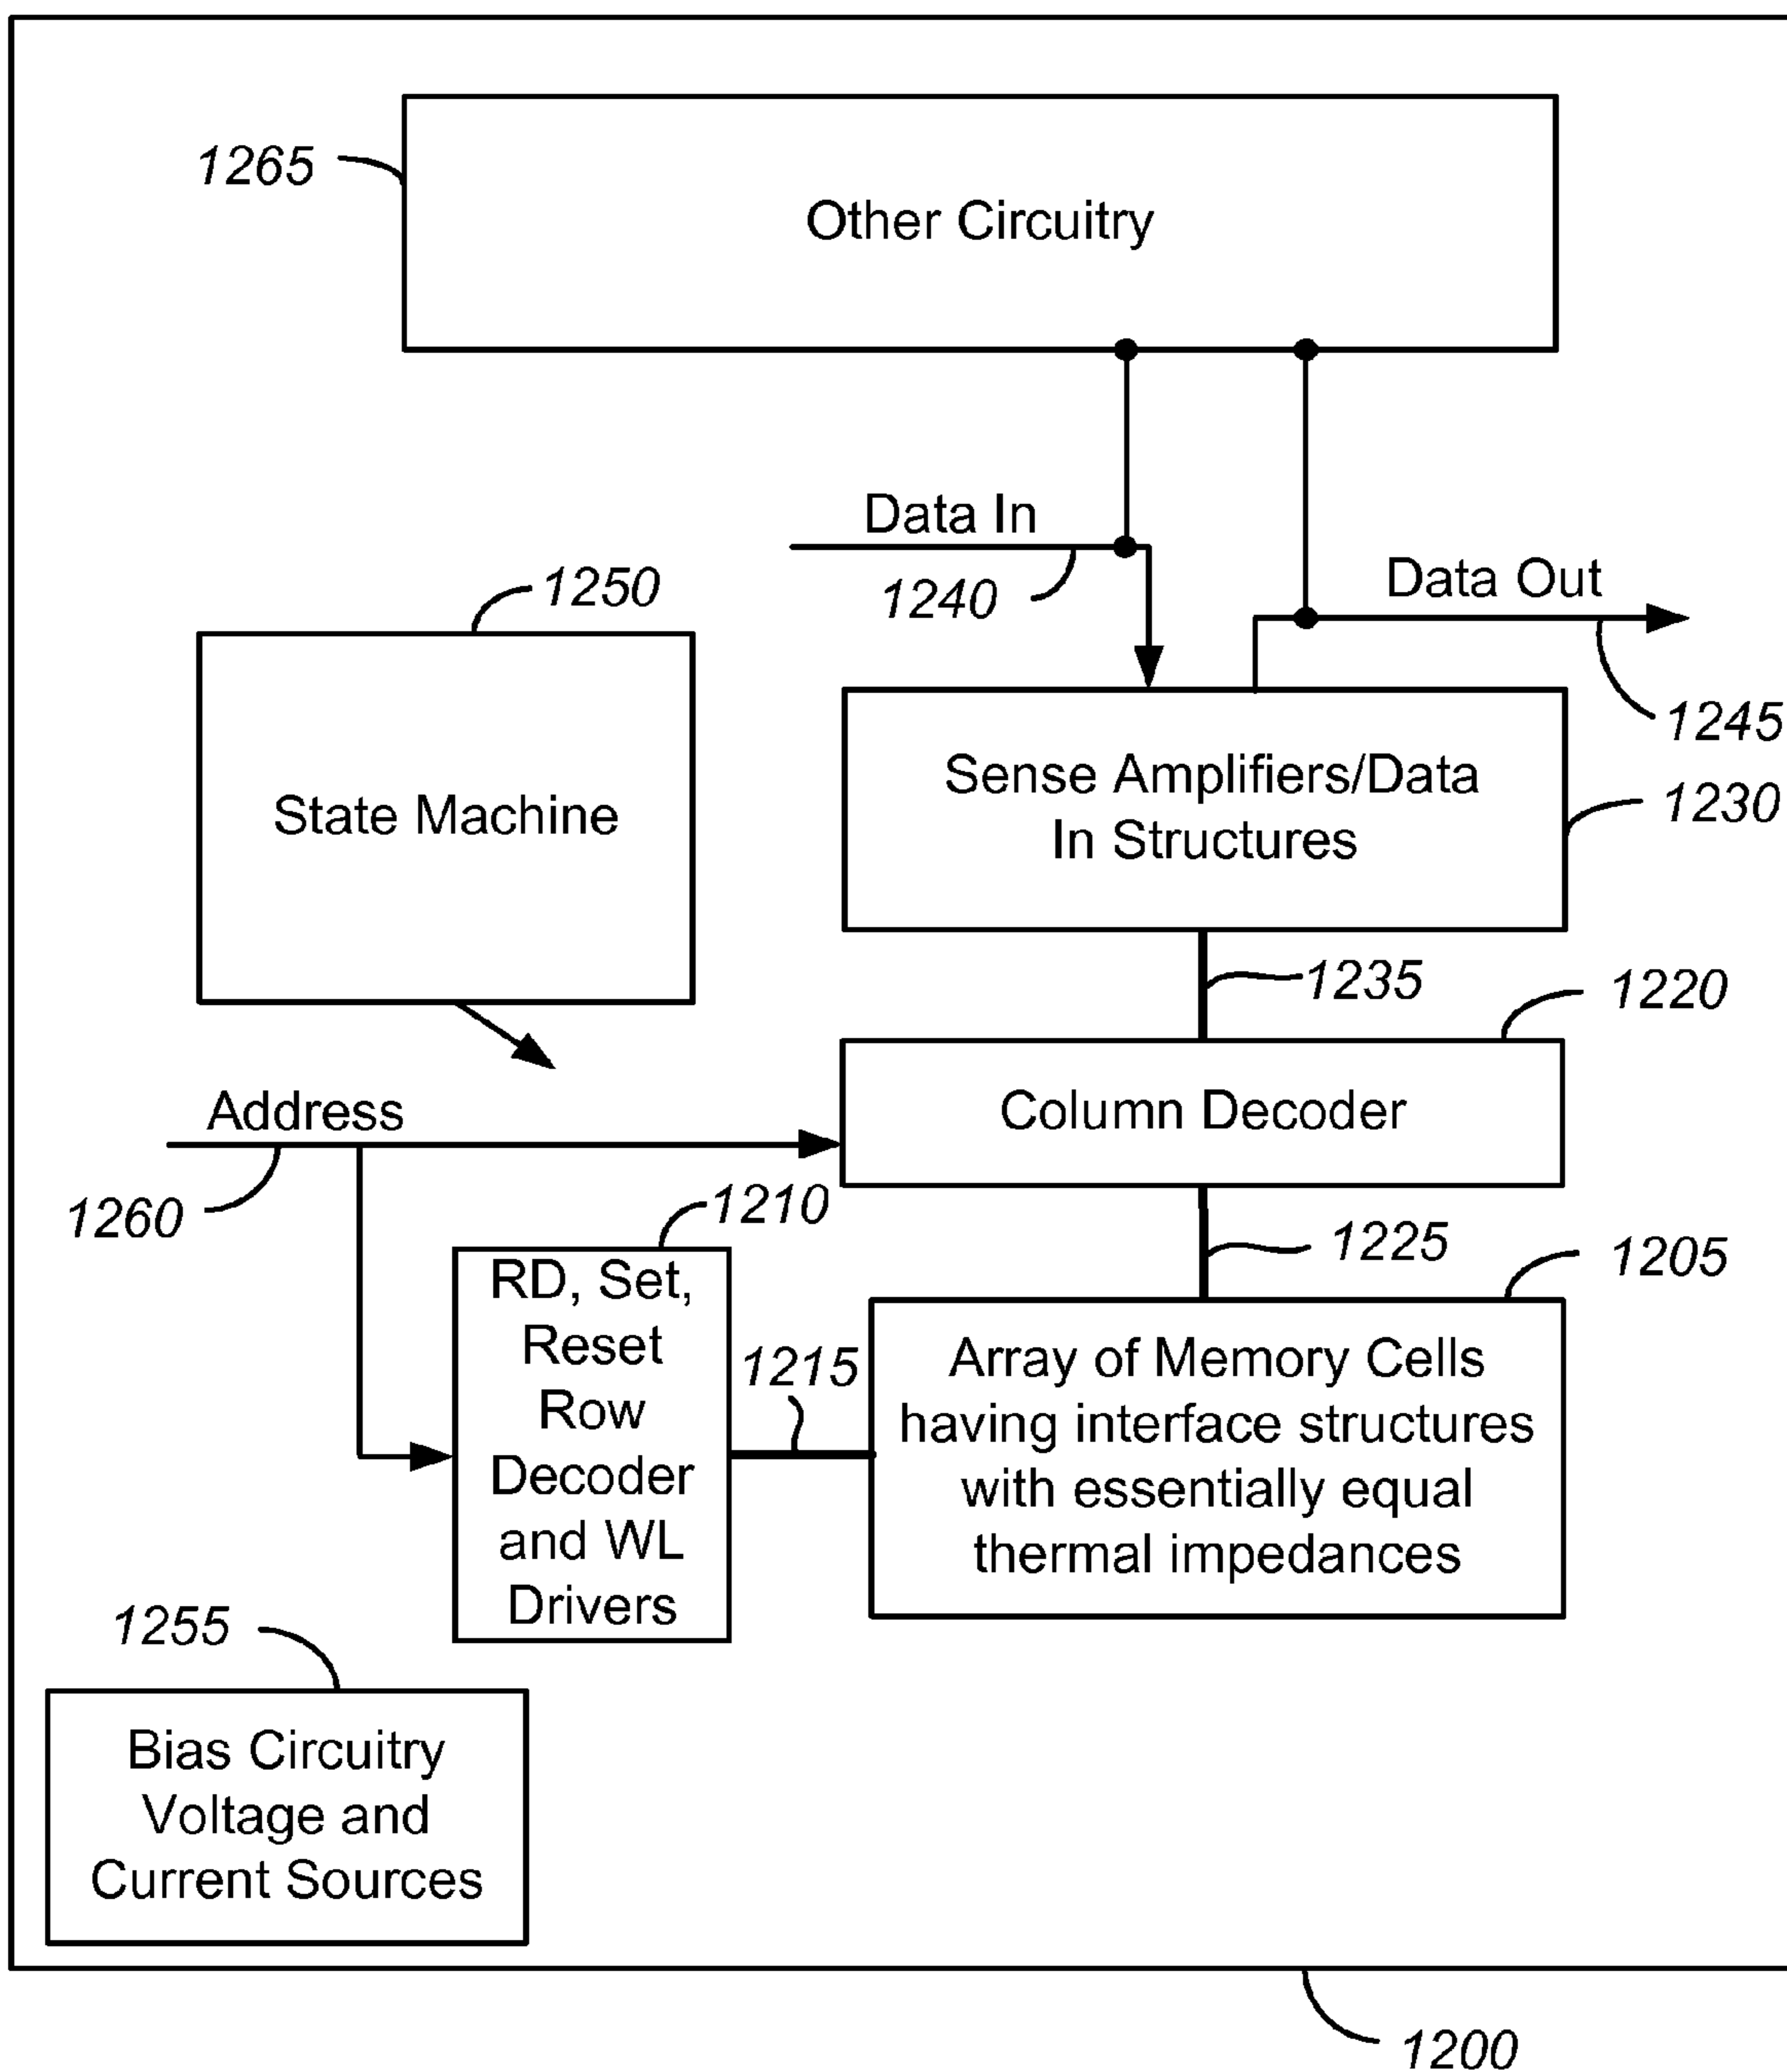 1265
Other Circuitry
Data In
1240
Data Out
1245
1250
State Machine
Sense Amplifiers/Data
In Structures
1230
1235
1220
Address
1260
Column Decoder
1210
1225
1205
RD, Set,
Reset
Row
Decoder
and WL
Drivers
1215
Array of Memory Cells
having interface structures
with essentially equal
thermal impedances
1255
Bias Circuitry
Voltage and
Current Sources
1200